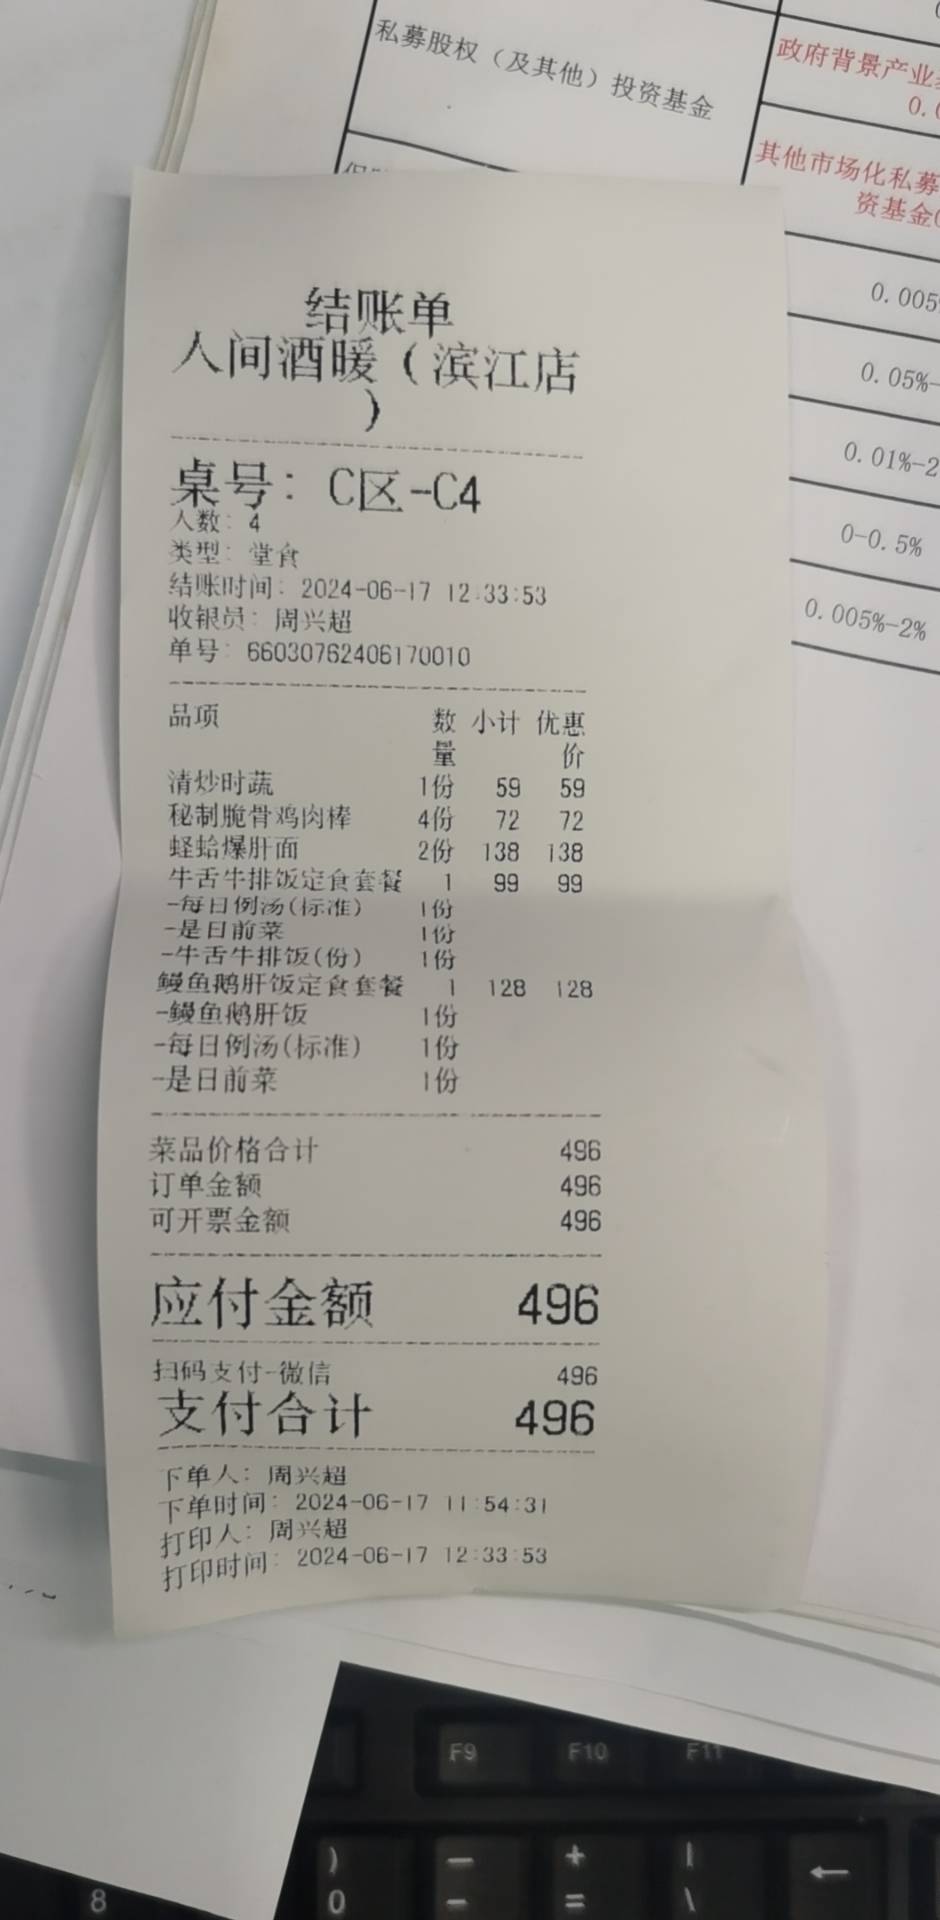 私募股权（及其他）投资基金
政府背景产业
0.0
其他市场化私募
资基金
0.005
0.05%-
0.01%-2
0-0.5%
0.005%-2%
结账单
人间酒暖（滨江店
）
桌号：C区-C4
人数：4
类型：堂食
结账时间：2024-06-17 12:33:53
收银员：周兴超
单号：66030762406170010
品项 数量 小计 优惠价
清炒时蔬 1份 59 59
秘制脆骨鸡肉棒 4份 72 72
蛏蛤爆肝面 2份 138 138
牛舌牛排饭定食套餐 1 99 99
-每日例汤(标准) 1份
-是日前菜 1份
-牛舌牛排饭(份) 1份
鳗鱼鹅肝饭定食套餐 1 128 128
-鳗鱼鹅肝饭 1份
-每日例汤(标准) 1份
-是日前菜 1份
菜品价格合计 496
订单金额 496
可开票金额 496
应付金额 496
扫码支付-微信 496
支付合计 496
下单人：周兴超
下单时间：2024-06-17 11:54:31
打印人：周兴超
打印时间：2024-06-17 12:33:53
F9 F10 F11
) — + | ←
8 0 - = \